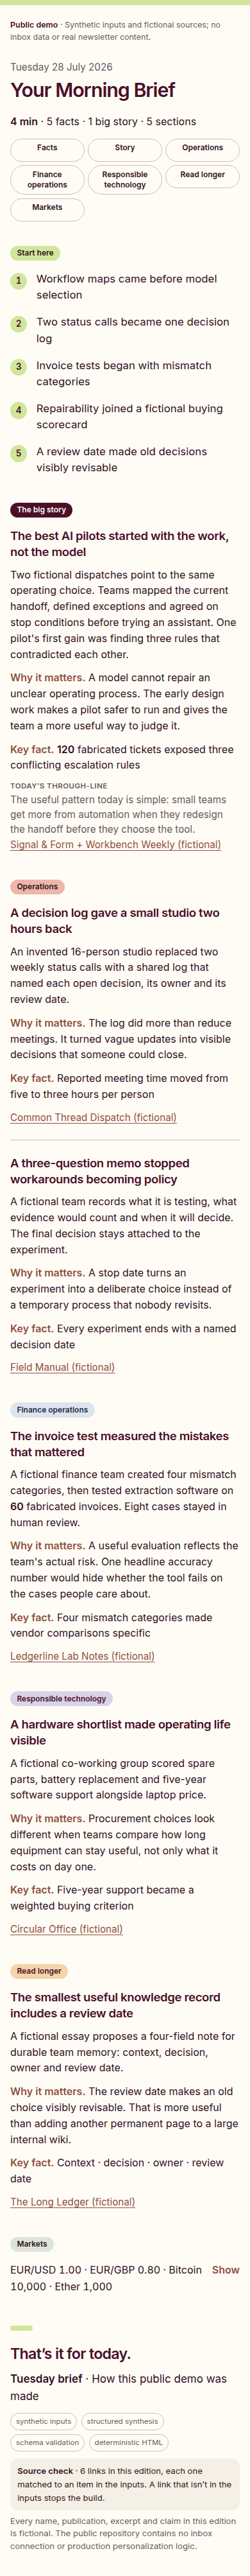 Public demo · Synthetic inputs and fictional sources; no
inbox data or real newsletter content.
Tuesday 28 July 2026
Your Morning Brief
4 min · 5 facts · 1 big story · 5 sections
Facts
Story
Operations
Finance
operations
Responsible
technology
Read longer
Markets
Start here
1 Workflow maps came before model
selection
2 Two status calls became one decision
log
3 Invoice tests began with mismatch
categories
4 Repairability joined a fictional buying
scorecard
5 A review date made old decisions
visibly revisable
The big story
The best AI pilots started with the work,
not the model
Two fictional dispatches point to the same
operating choice. Teams mapped the current
handoff, defined exceptions and agreed on
stop conditions before trying an assistant. One
pilot's first gain was finding three rules that
contradicted each other.
Why it matters. A model cannot repair an
unclear operating process. The early design
work makes a pilot safer to run and gives the
team a more useful way to judge it.
Key fact. 120 fabricated tickets exposed three
conflicting escalation rules
TODAY'S THROUGH-LINE
The useful pattern today is simple: small teams
get more from automation when they redesign
the handoff before they choose the tool.
Signal & Form + Workbench Weekly (fictional)
Operations
A decision log gave a small studio two
hours back
An invented 16-person studio replaced two
weekly status calls with a shared log that
named each open decision, its owner and its
review date.
Why it matters. The log did more than reduce
meetings. It turned vague updates into visible
decisions that someone could close.
Key fact. Reported meeting time moved from
five to three hours per person
Common Thread Dispatch (fictional)
A three-question memo stopped
workarounds becoming policy
A fictional team records what it is testing, what
evidence would count and when it will decide.
The final decision stays attached to the
experiment.
Why it matters. A stop date turns an
experiment into a deliberate choice instead of
a temporary process that nobody revisits.
Key fact. Every experiment ends with a named
decision date
Field Manual (fictional)
Finance operations
The invoice test measured the mistakes
that mattered
A fictional finance team created four mismatch
categories, then tested extraction software on
60 fabricated invoices. Eight cases stayed in
human review.
Why it matters. A useful evaluation reflects the
team's actual risk. One headline accuracy
number would hide whether the tool fails on
the cases people care about.
Key fact. Four mismatch categories made
vendor comparisons specific
Ledgerline Lab Notes (fictional)
Responsible technology
A hardware shortlist made operating life
visible
A fictional co-working group scored spare
parts, battery replacement and five-year
software support alongside laptop price.
Why it matters. Procurement choices look
different when teams compare how long
equipment can stay useful, not only what it
costs on day one.
Key fact. Five-year support became a
weighted buying criterion
Circular Office (fictional)
Read longer
The smallest useful knowledge record
includes a review date
A fictional essay proposes a four-field note for
durable team memory: context, decision,
owner and review date.
Why it matters. The review date makes an old
choice visibly revisable. That is more useful
than adding another permanent page to a large
internal wiki.
Key fact. Context · decision · owner · review
date
The Long Ledger (fictional)
Markets
EUR/USD 1.00 · EUR/GBP 0.80 · Bitcoin Show
10,000 · Ether 1,000
That's it for today.
Tuesday brief · How this public demo was
made
synthetic inputs
structured synthesis
schema validation
deterministic HTML
Source check · 6 links in this edition, each one
matched to an item in the inputs. A link that isn't in the
inputs stops the build.
Every name, publication, excerpt and claim in this edition
is fictional. The public repository contains no inbox
connection or production personalization logic.